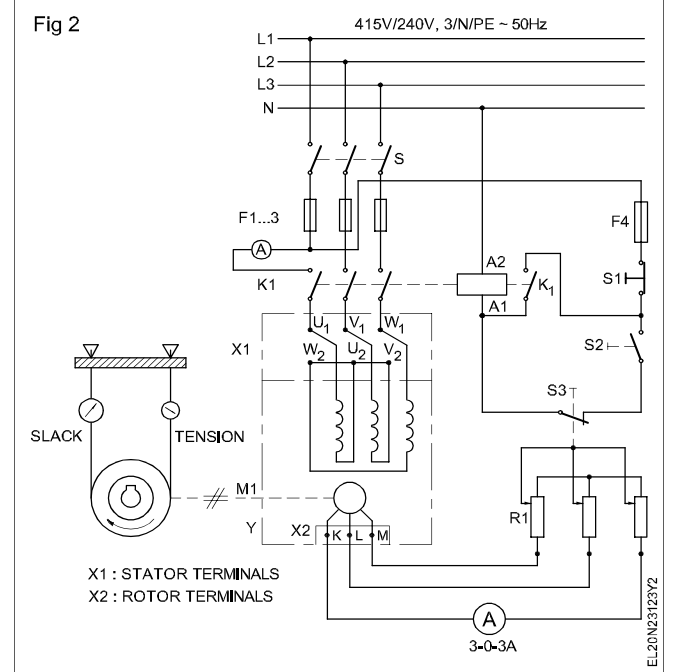 Fig 2
415V/240V, 3/N/PE ~ 50Hz
L1
L2
L3
N
S
F1...3
F4
A
A2
K1
K1
S1
A1
U1 V1 W1
X1
W2 U2 V2
S2
S3
SLACK
TENSION
M1
R1
Y
X2
K L M
X1 : STATOR TERMINALS
X2 : ROTOR TERMINALS
A
3-0-3A
EL20N23123Y2